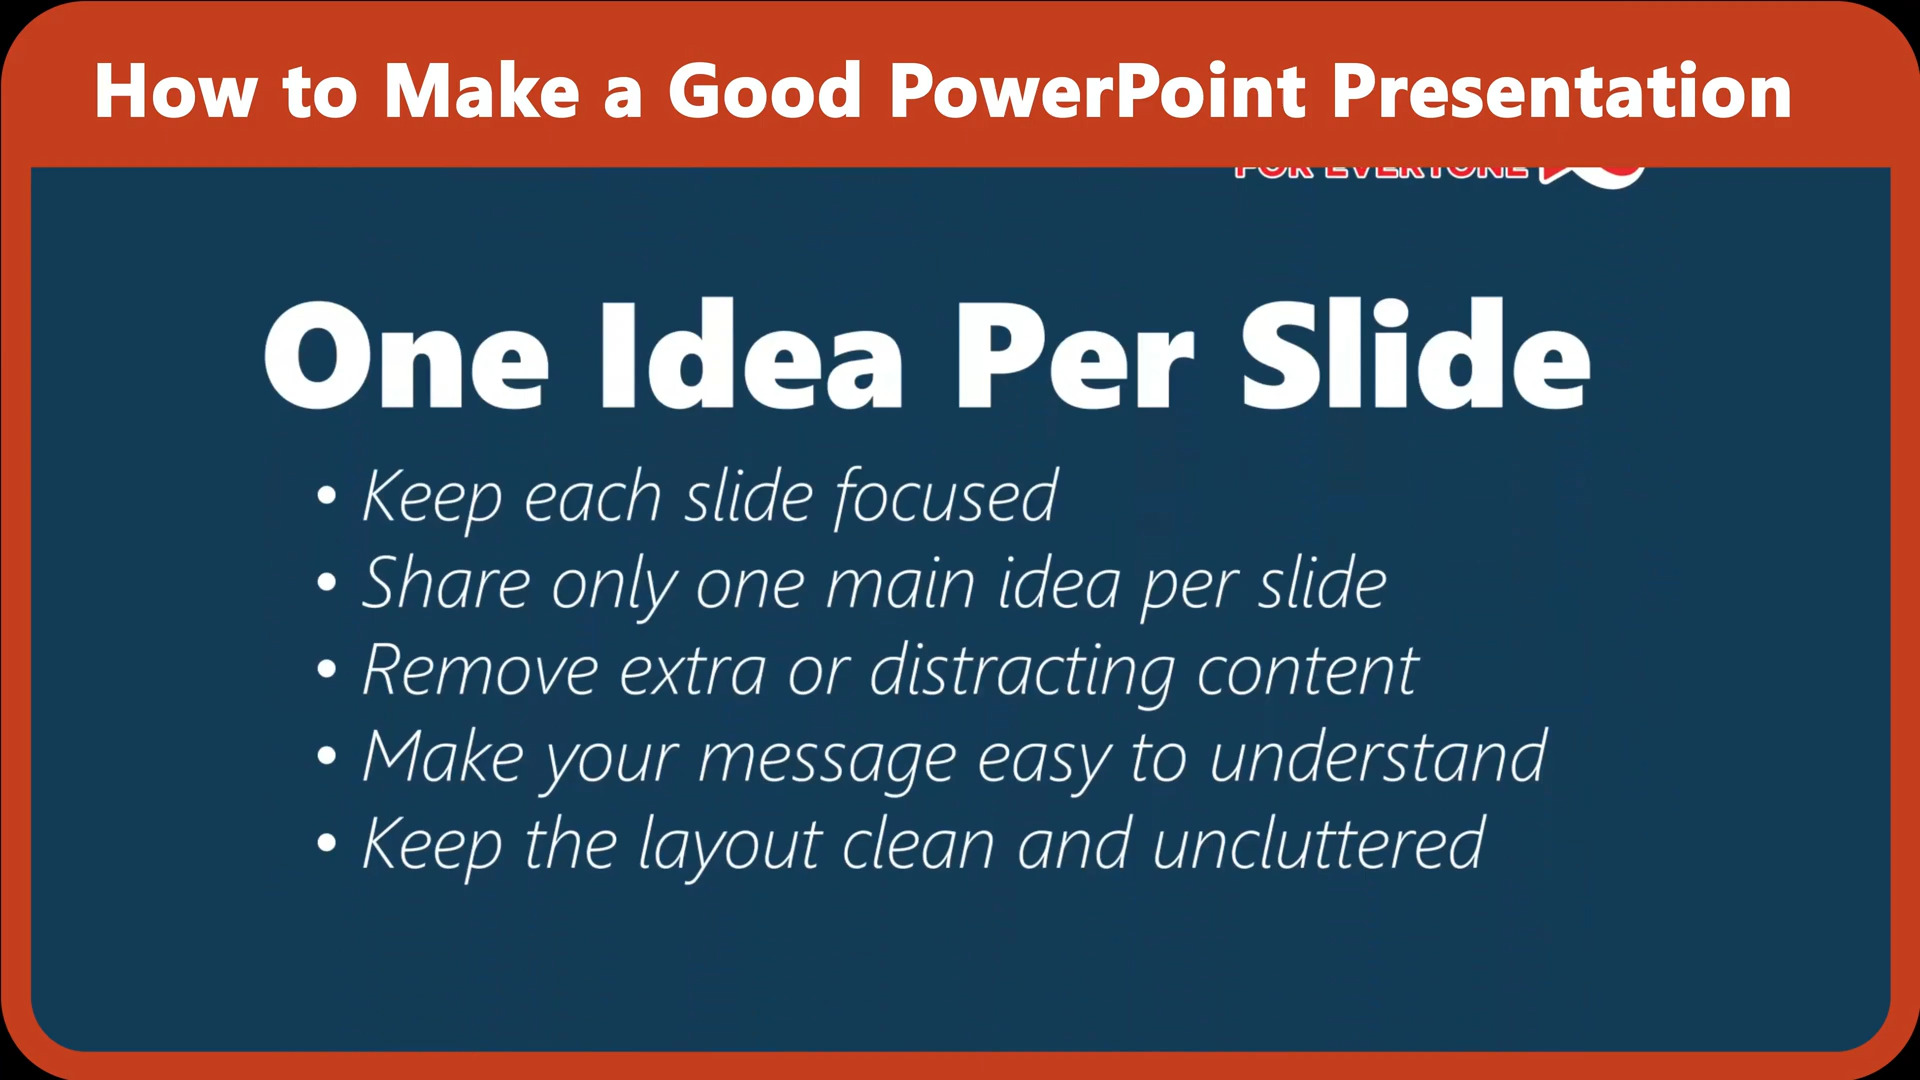 How to Make a Good PowerPoint Presentation
FOR EVERYONE
One Idea Per Slide
• Keep each slide focused
• Share only one main idea per slide
• Remove extra or distracting content
• Make your message easy to understand
• Keep the layout clean and uncluttered